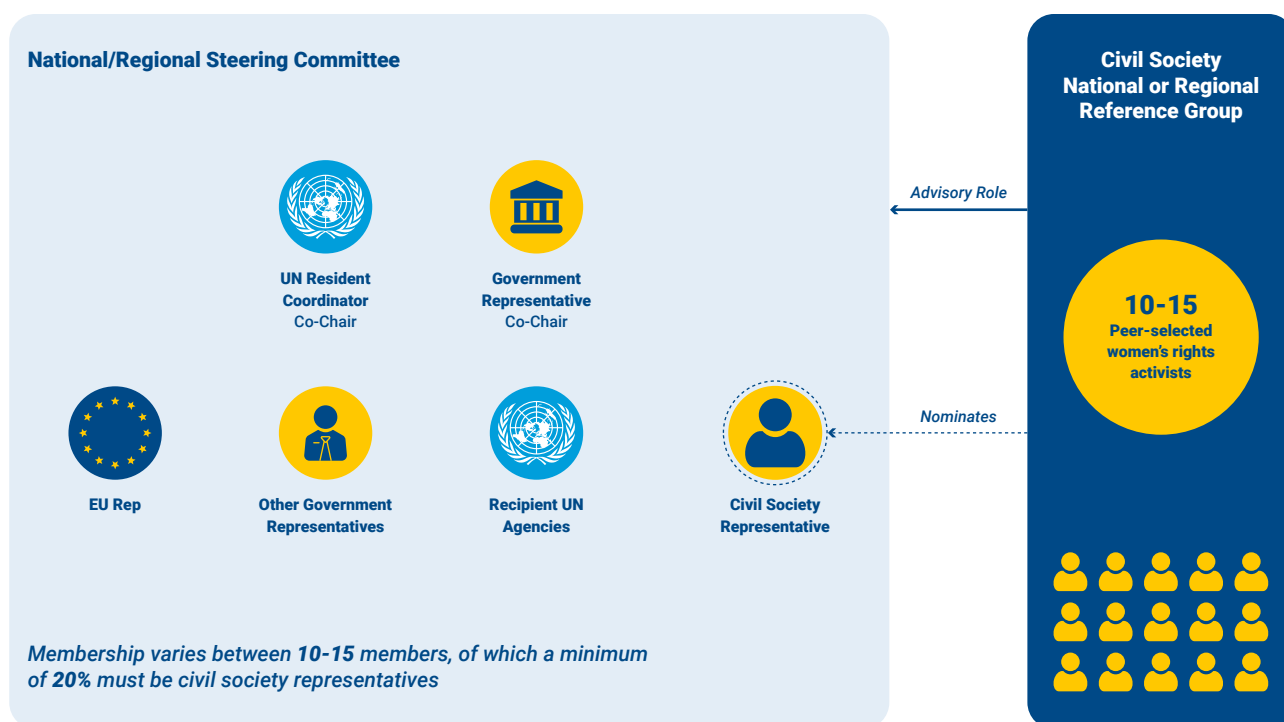 National/Regional Steering Committee
UN Resident
Coordinator
Co-Chair
Government
Representative
Co-Chair
EU Rep
Other Government
Representatives
Recipient UN
Agencies
Civil Society
Representative
Membership varies between 10-15 members, of which a minimum
of 20% must be civil society representatives
Advisory Role
Nominates
Civil Society
National or Regional
Reference Group
10-15
Peer-selected
women's rights
activists